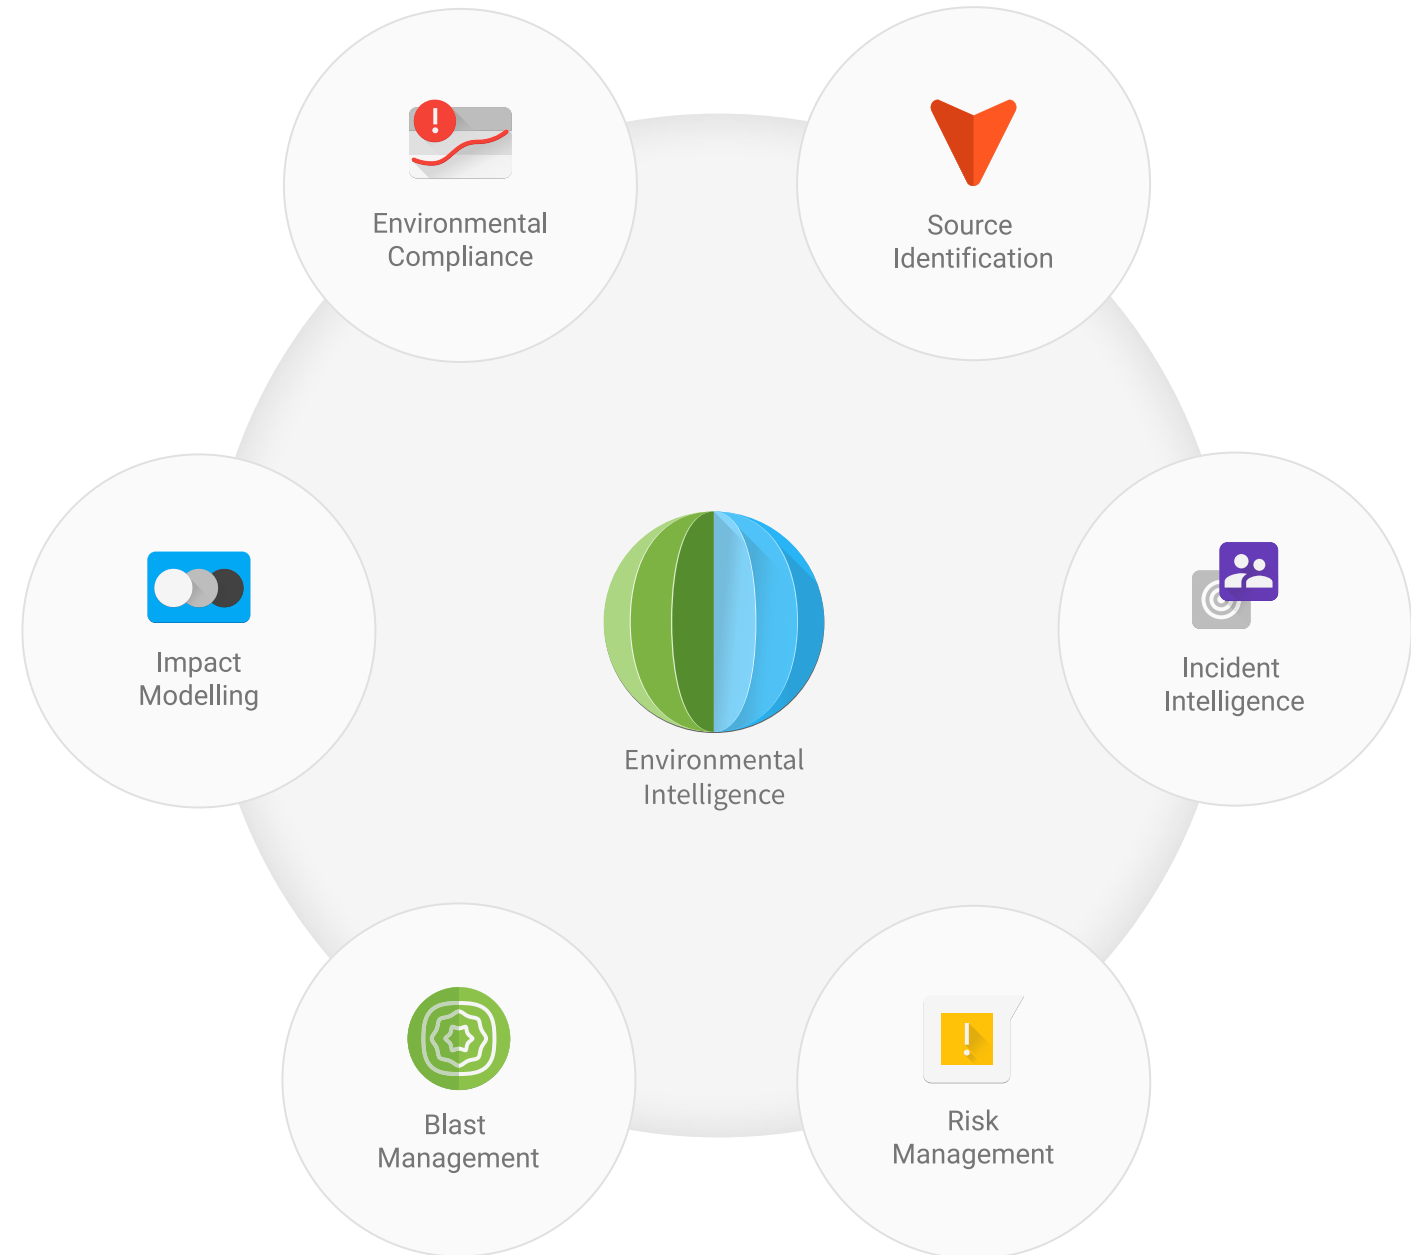 Environmental
Compliance
Source
Identification
Impact
Modelling
Incident
Intelligence
Environmental
Intelligence
Blast
Management
Risk
Management